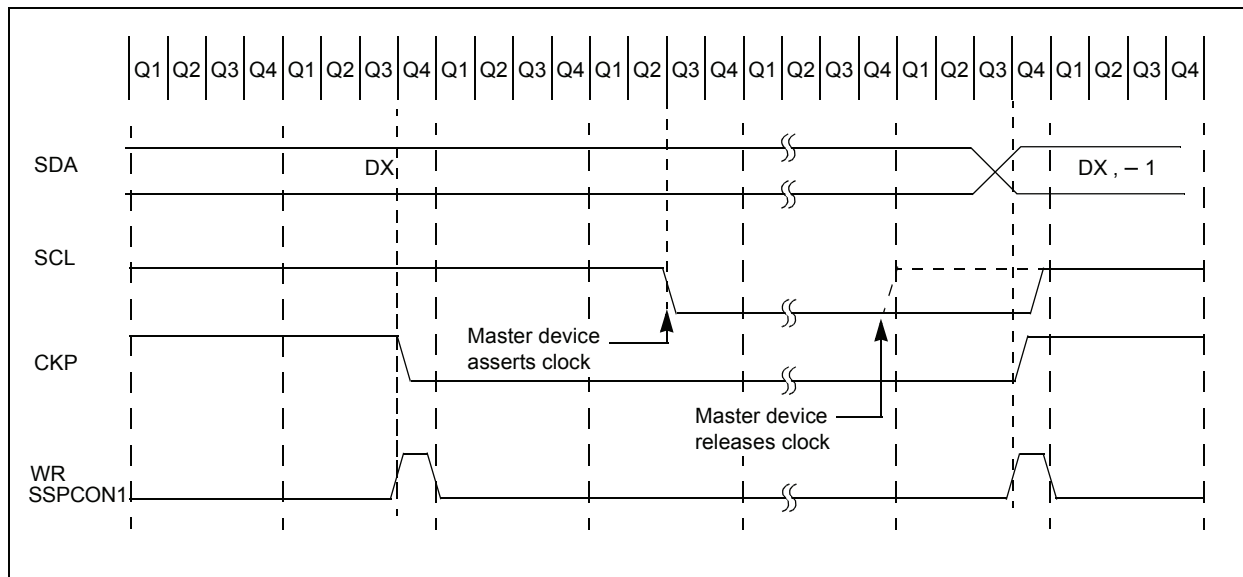 Q1 Q2 Q3 Q4 Q1 Q2 Q3 Q4 Q1 Q2 Q3 Q4 Q1 Q2 Q3 Q4 Q1 Q2 Q3 Q4 Q1 Q2 Q3 Q4 Q1 Q2 Q3 Q4
SDA
DX
DX , – 1
SCL
Master device
asserts clock
CKP
Master device
releases clock
WR
SSPCON1